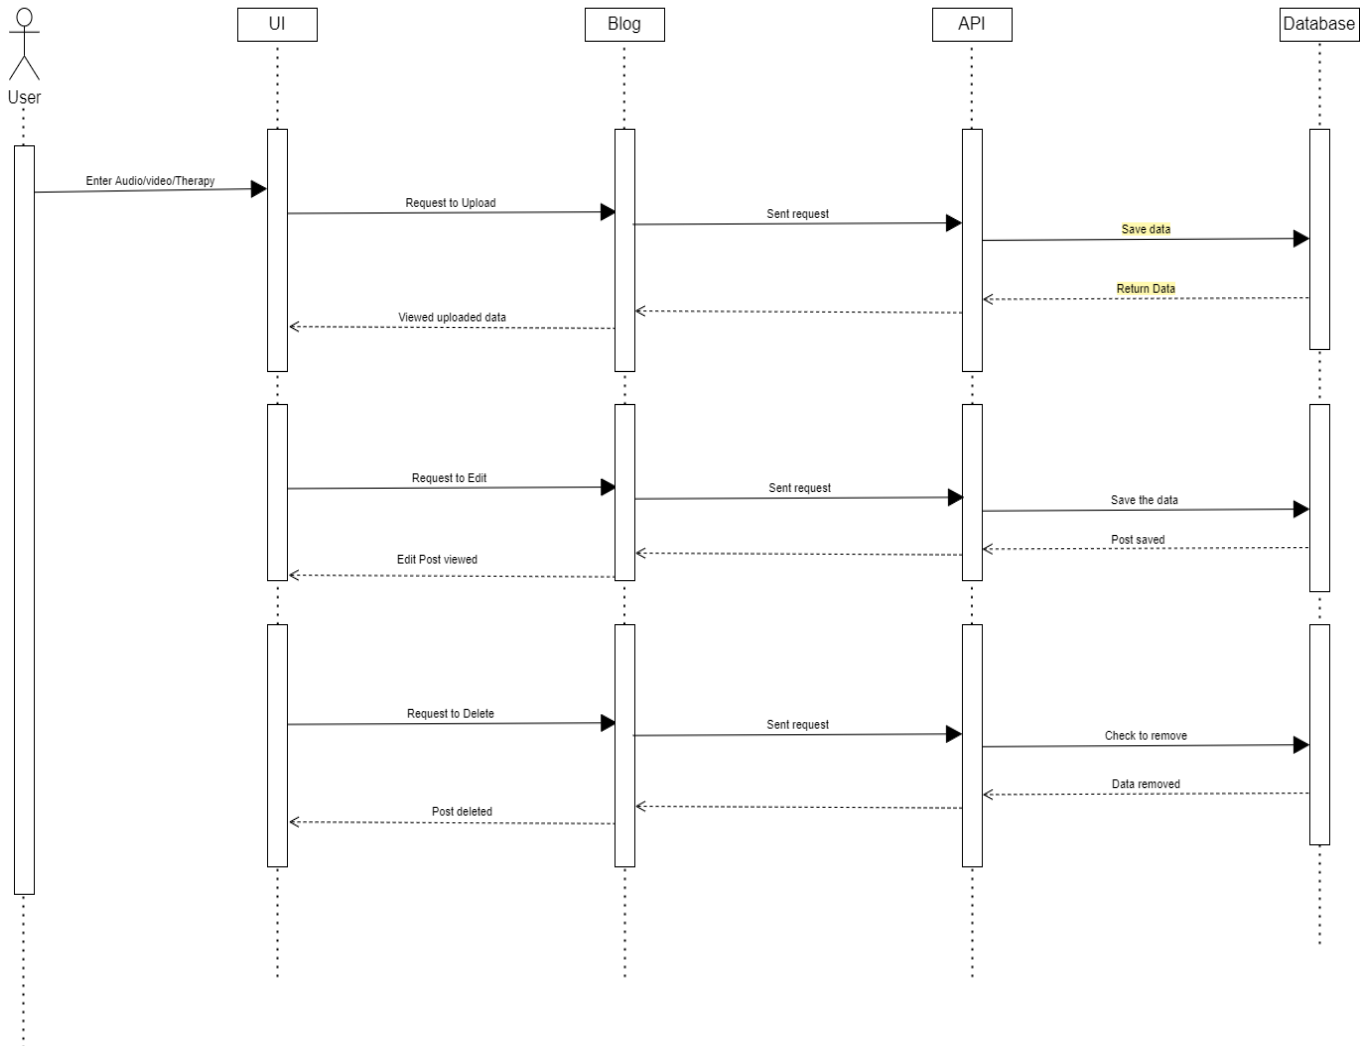 UI
Blog
API
Database
User
Enter Audio/video/Therapy
Request to Upload
Sent request
Save data
Return Data
Viewed uploaded data
Request to Edit
Sent request
Save the data
Post saved
Edit Post viewed
Request to Delete
Sent request
Check to remove
Data removed
Post deleted